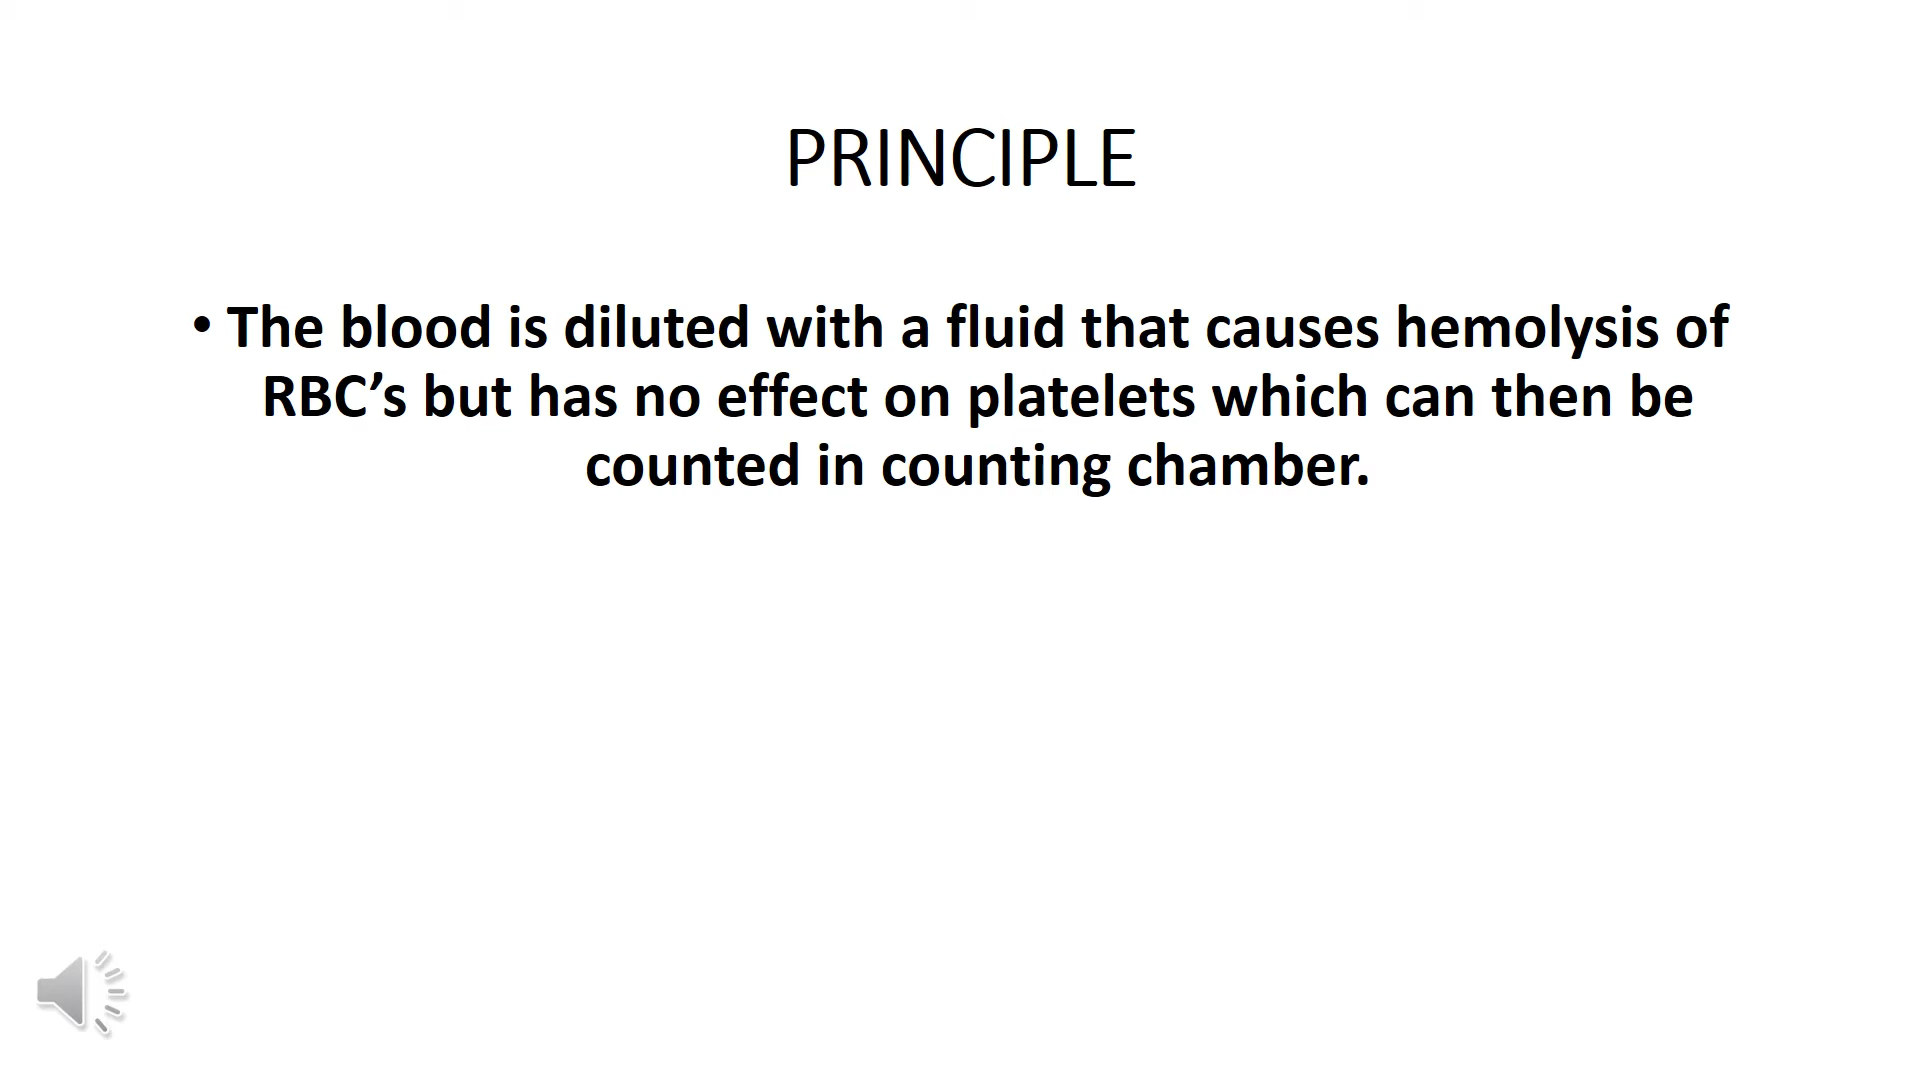 PRINCIPLE
• The blood is diluted with a fluid that causes hemolysis of
RBC’s but has no effect on platelets which can then be
counted in counting chamber.